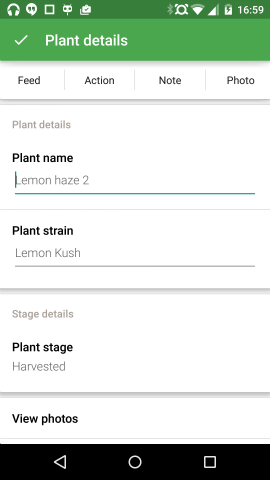 16:59
Plant details
Feed Action Note Photo
Plant details
Plant name
Lemon haze 2
Plant strain
Lemon Kush
Stage details
Plant stage
Harvested
View photos